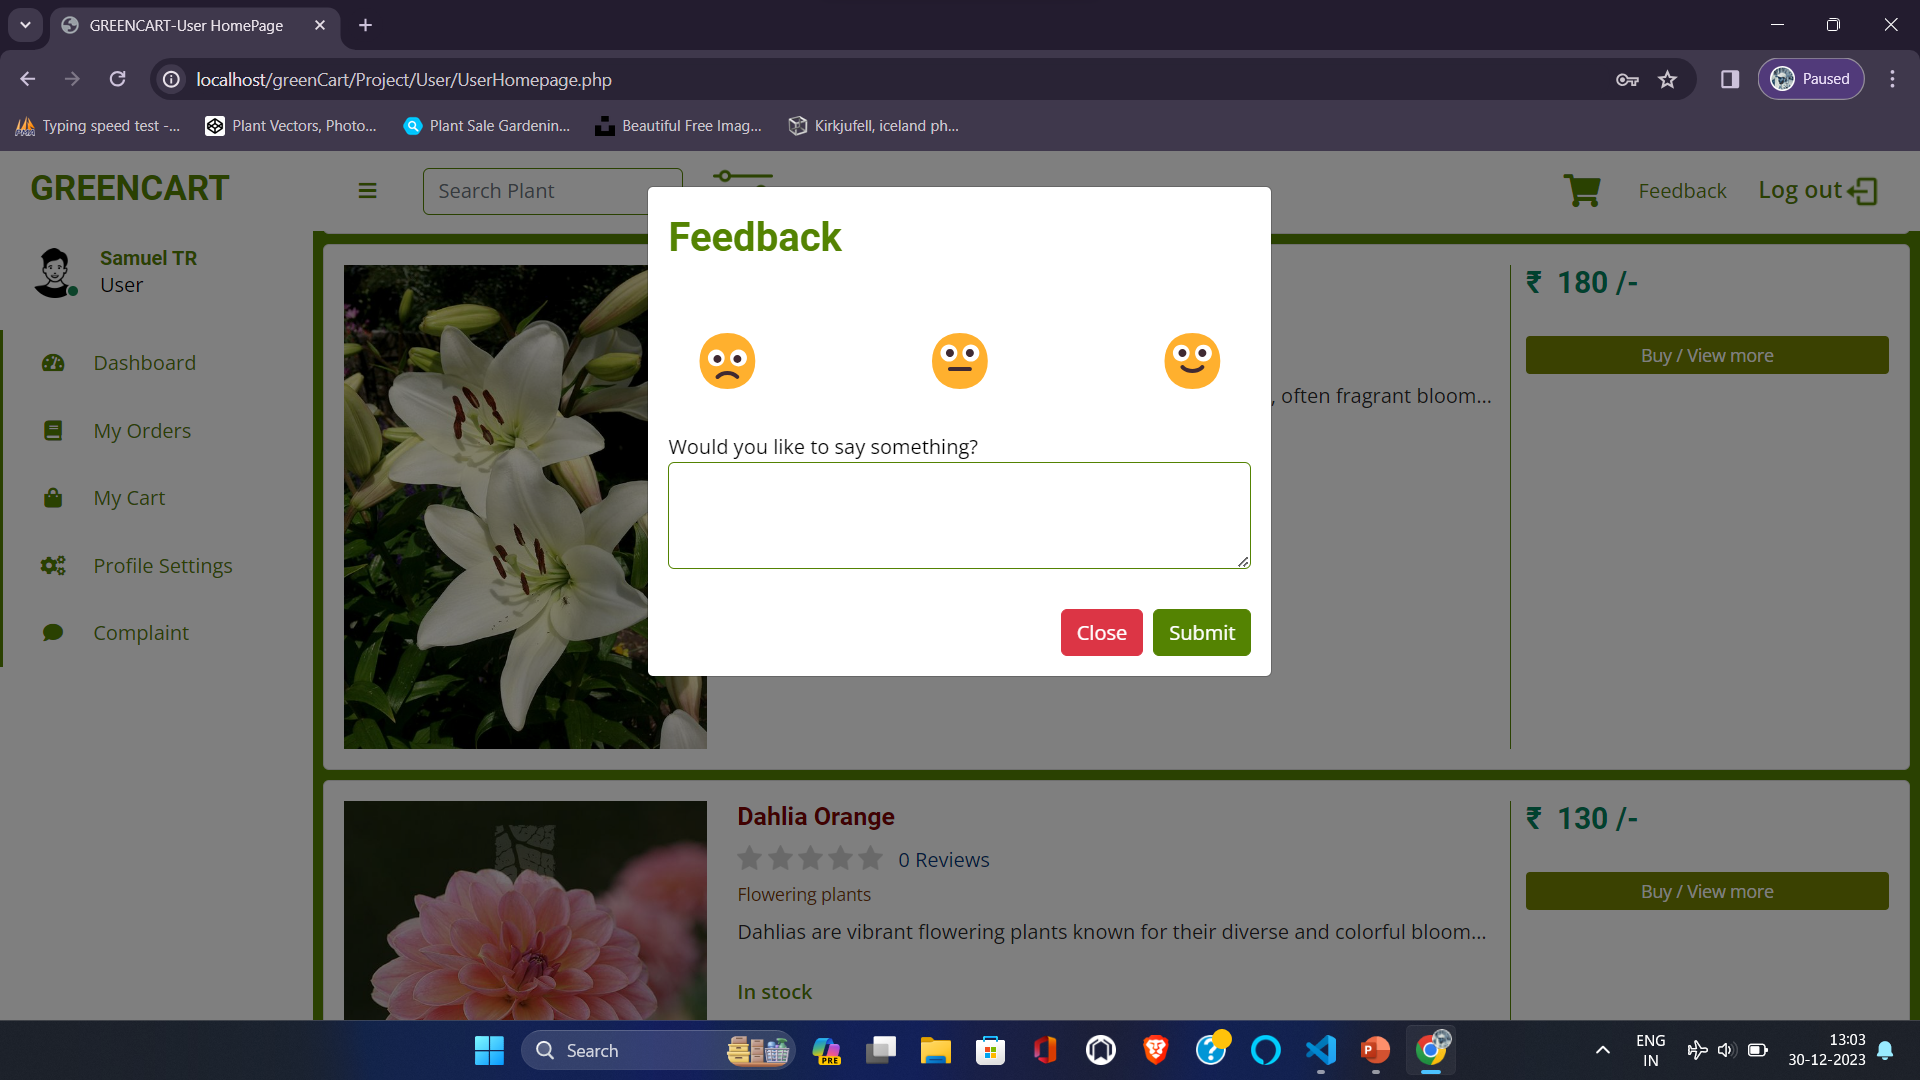 GREENCART-User HomePage
localhost/greenCart/Project/User/UserHomepage.php
Paused
Typing speed test -...
Plant Vectors, Photo...
Plant Sale Gardenin...
Beautiful Free Imag...
Kirkjufell, iceland ph...
GREENCART
Search Plant
Feedback
Log out
Samuel TR
User
Dashboard
My Orders
My Cart
Profile Settings
Complaint
Feedback
Would you like to say something?
Close
Submit
₹ 180 /-
Buy / View more
, often fragrant bloom...
Dahlia Orange
0 Reviews
Flowering plants
Dahlias are vibrant flowering plants known for their diverse and colorful bloom...
In stock
₹ 130 /-
Buy / View more
Search
PRE
ENG
IN
13:03
30-12-2023